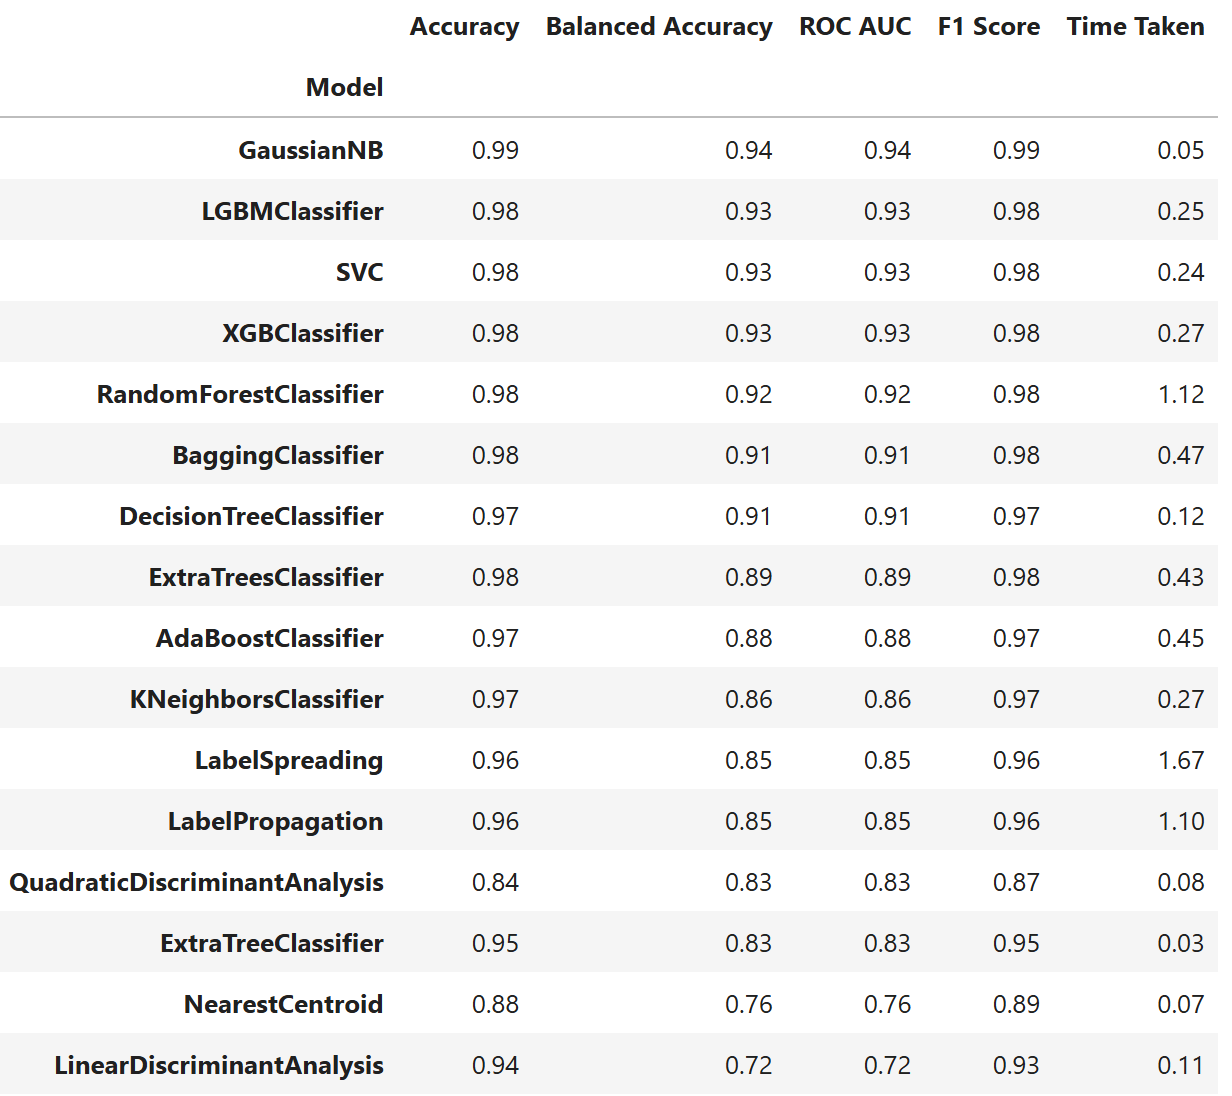 Accuracy Balanced Accuracy ROC AUC F1 Score Time Taken
Model
GaussianNB 0.99 0.94 0.94 0.99 0.05
LGBMClassifier 0.98 0.93 0.93 0.98 0.25
SVC 0.98 0.93 0.93 0.98 0.24
XGBClassifier 0.98 0.93 0.93 0.98 0.27
RandomForestClassifier 0.98 0.92 0.92 0.98 1.12
BaggingClassifier 0.98 0.91 0.91 0.98 0.47
DecisionTreeClassifier 0.97 0.91 0.91 0.97 0.12
ExtraTreesClassifier 0.98 0.89 0.89 0.98 0.43
AdaBoostClassifier 0.97 0.88 0.88 0.97 0.45
KNeighborsClassifier 0.97 0.86 0.86 0.97 0.27
LabelSpreading 0.96 0.85 0.85 0.96 1.67
LabelPropagation 0.96 0.85 0.85 0.96 1.10
QuadraticDiscriminantAnalysis 0.84 0.83 0.83 0.87 0.08
ExtraTreeClassifier 0.95 0.83 0.83 0.95 0.03
NearestCentroid 0.88 0.76 0.76 0.89 0.07
LinearDiscriminantAnalysis 0.94 0.72 0.72 0.93 0.11